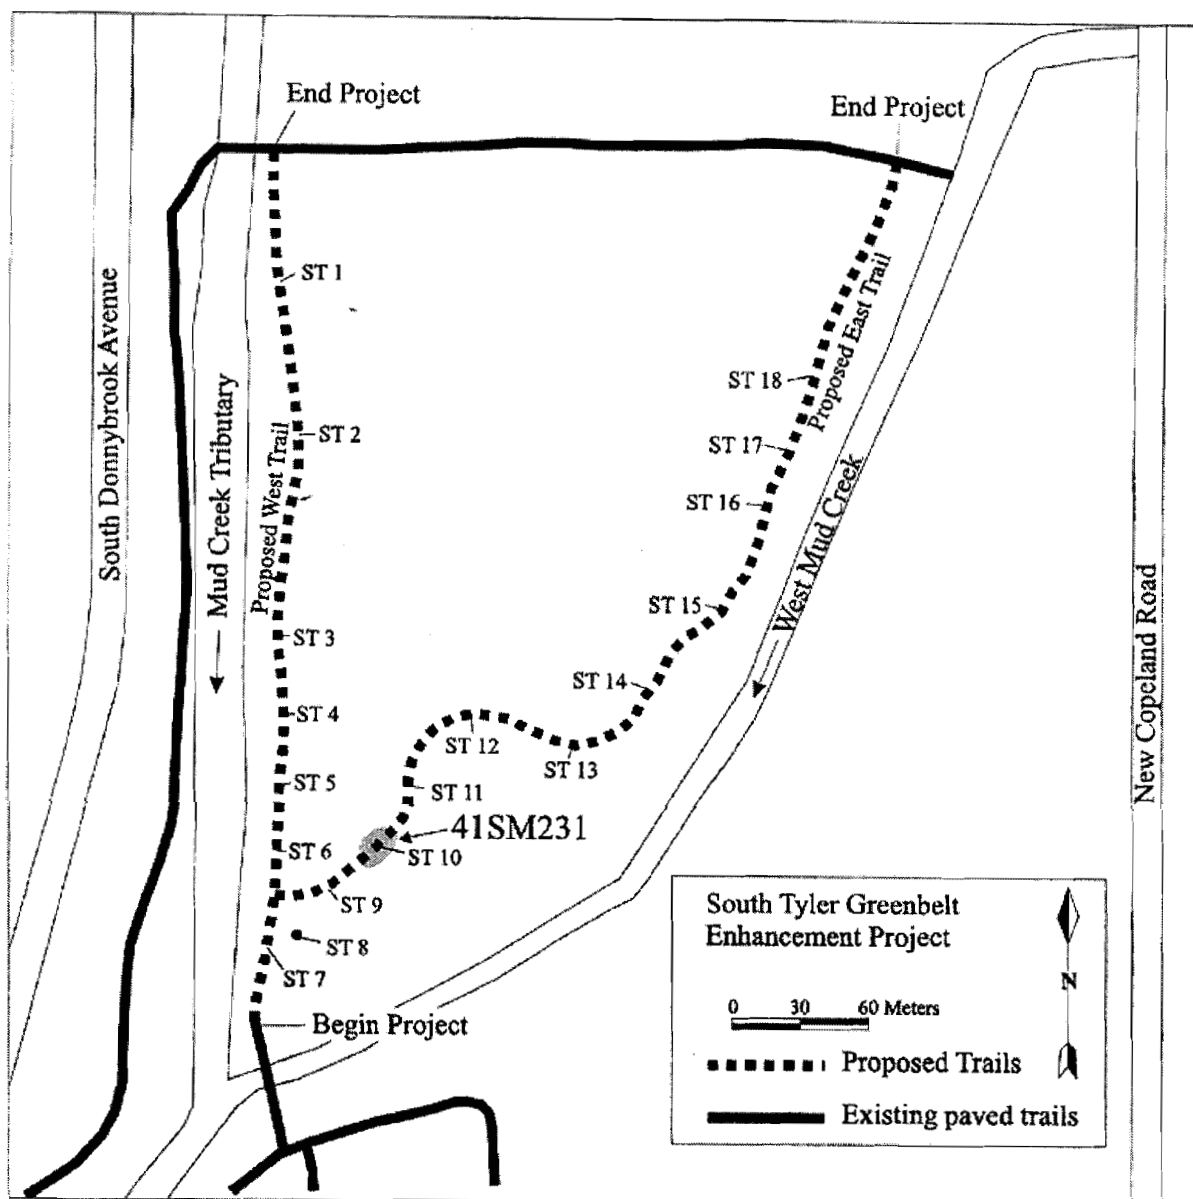 End Project
End Project
ST 1
South Donnybrook Avenue
Mud Creek Tributary
Proposed West Trail
ST 2
Proposed East Trail
ST 18
ST 17
ST 16
West Mud Creek
New Copeland Road
ST 15
ST 3
ST 14
ST 4
ST 12
ST 13
ST 5
ST 11
41SM231
ST 6
ST 10
ST 9
ST 8
ST 7
Begin Project
South Tyler Greenbelt
Enhancement Project
N
0 30 60 Meters
Proposed Trails
Existing paved trails